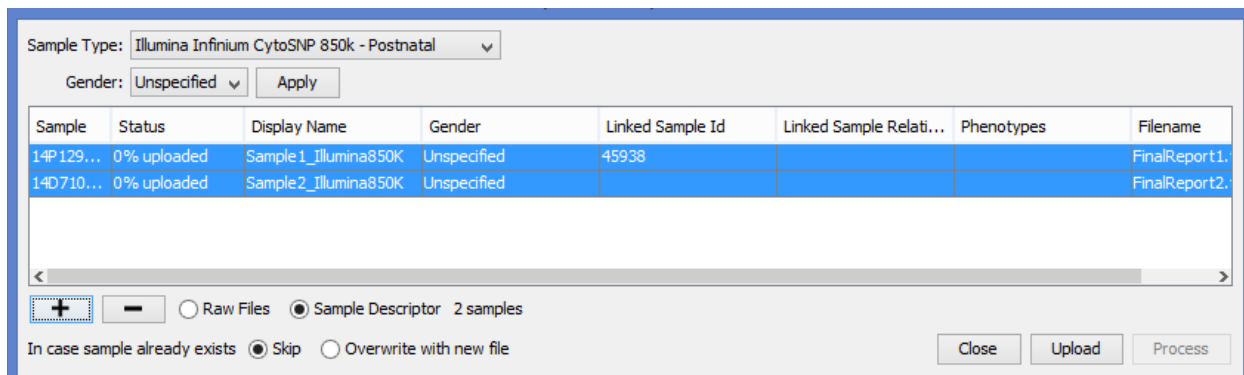 Sample Type: Illumina Infinium CytoSNP 850k - Postnatal
Gender: Unspecified Apply
Sample Status Display Name Gender Linked Sample Id Linked Sample Relati... Phenotypes Filename
14P129... 0% uploaded Sample1_Illumina850K Unspecified 45938 FinalReport1.
14D710... 0% uploaded Sample2_Illumina850K Unspecified FinalReport2.
+ - Raw Files Sample Descriptor 2 samples
In case sample already exists Skip Overwrite with new file Close Upload Process